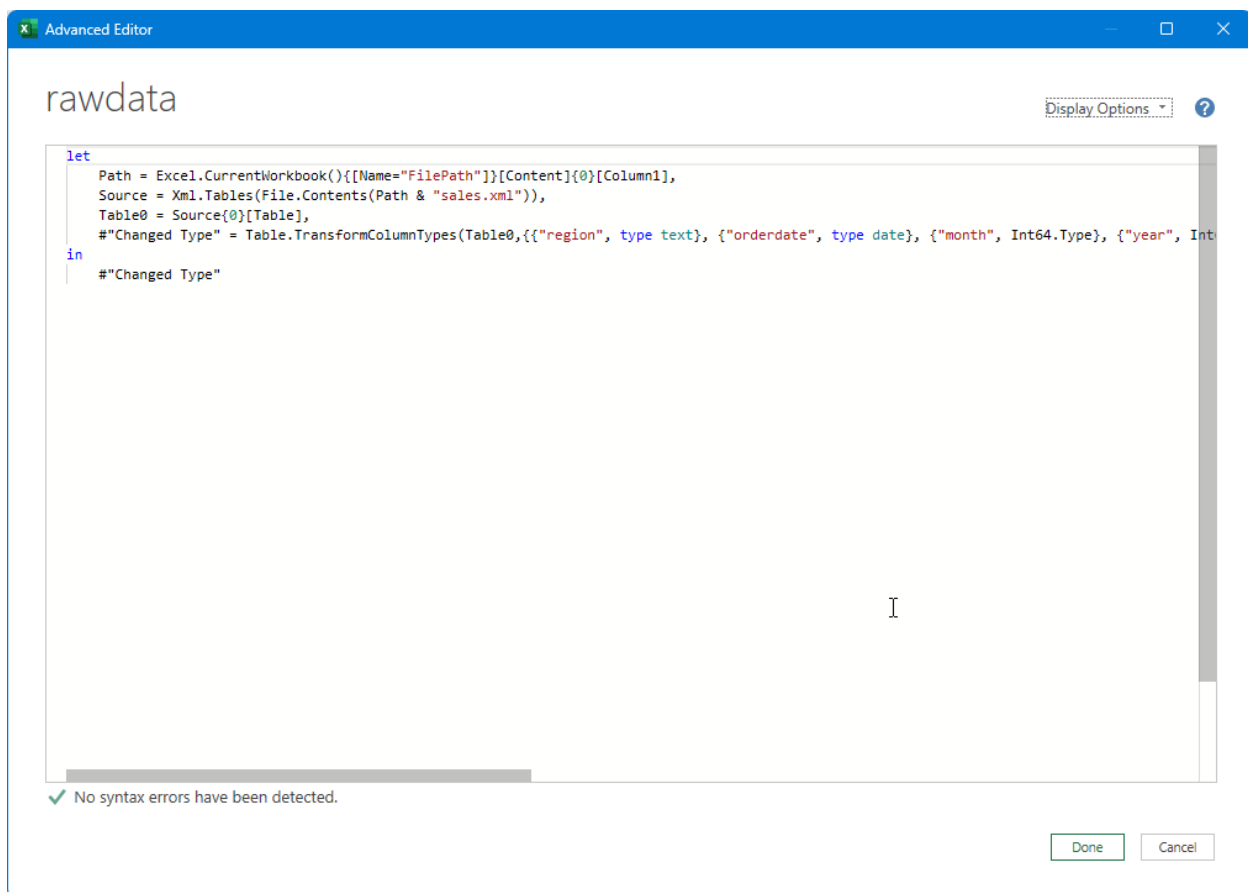 Advanced Editor
rawdata
Display Options
let
    Path = Excel.CurrentWorkbook(){[Name="FilePath"]}[Content]{0}[Column1],
    Source = Xml.Tables(File.Contents(Path & "sales.xml")),
    Table0 = Source{0}[Table],
    #"Changed Type" = Table.TransformColumnTypes(Table0,{{"region", type text}, {"orderdate", type date}, {"month", Int64.Type}, {"year", Int
in
    #"Changed Type"
No syntax errors have been detected.
Done Cancel